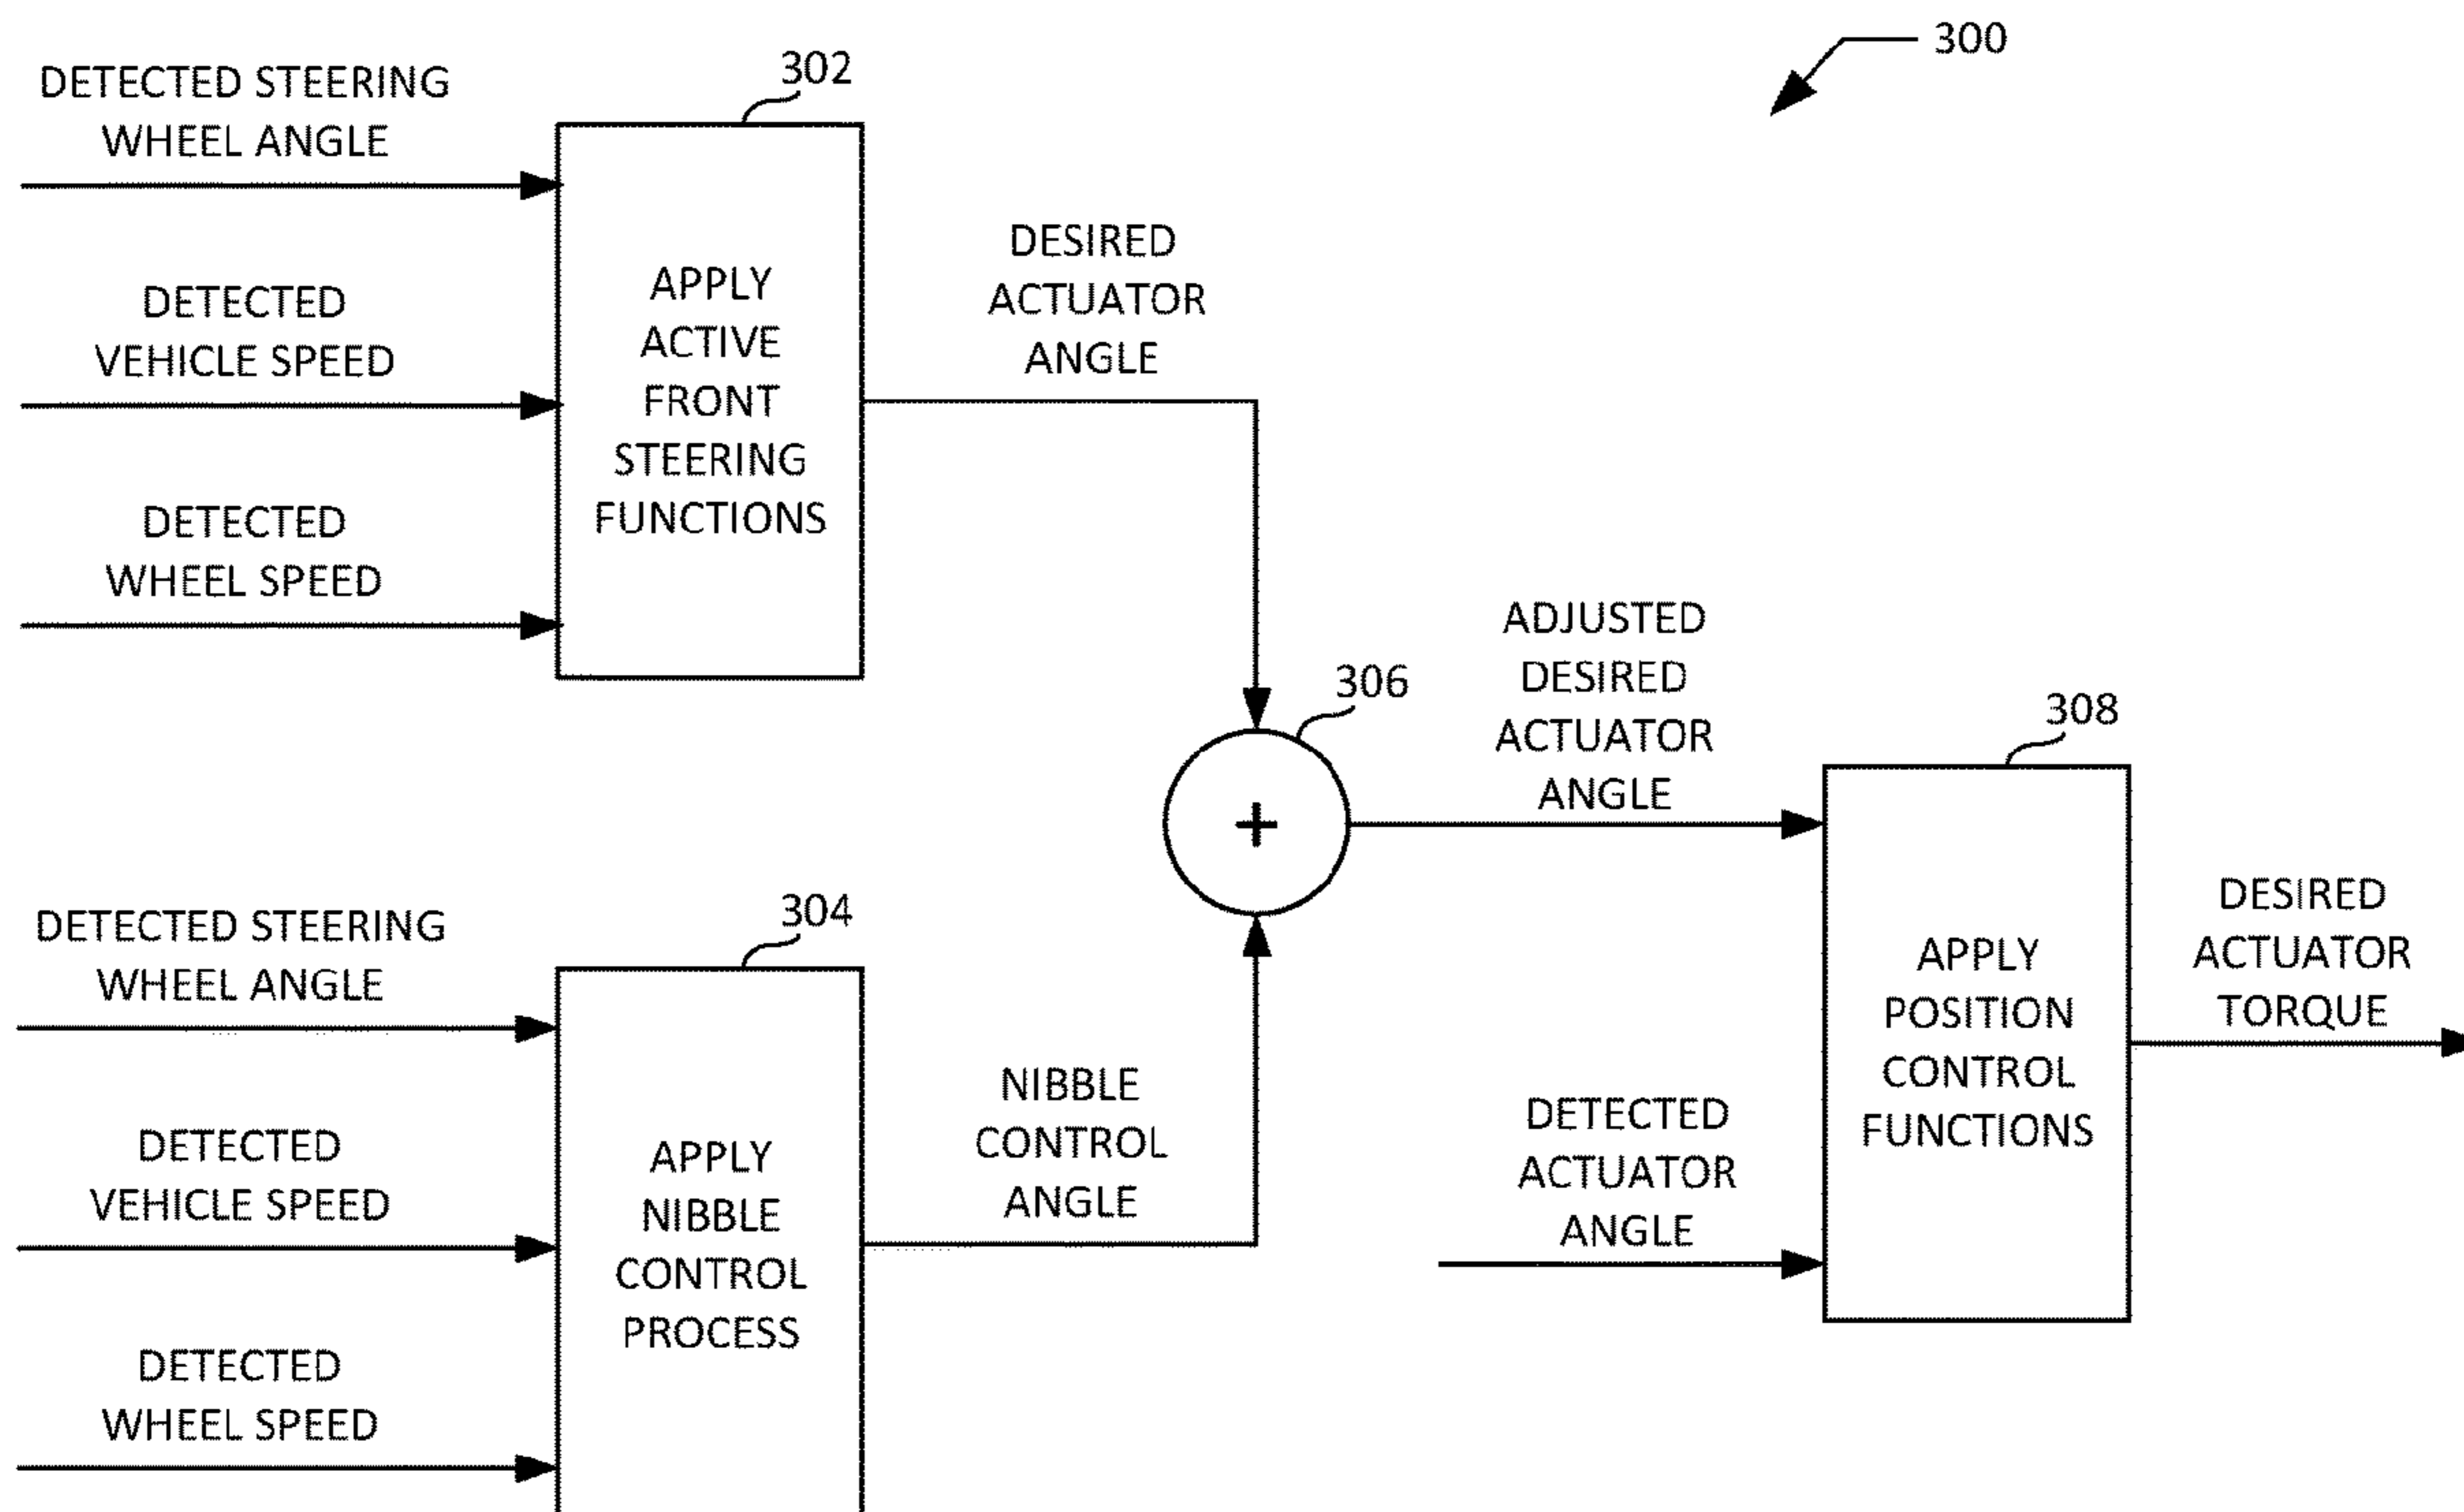 300
302
DETECTED STEERING
WHEEL ANGLE
DETECTED
VEHICLE SPEED
DETECTED
WHEEL SPEED
APPLY
ACTIVE
FRONT
STEERING
FUNCTIONS
DESIRED
ACTUATOR
ANGLE
304
DETECTED STEERING
WHEEL ANGLE
DETECTED
VEHICLE SPEED
DETECTED
WHEEL SPEED
APPLY
NIBBLE
CONTROL
PROCESS
NIBBLE
CONTROL
ANGLE
306
+
ADJUSTED
DESIRED
ACTUATOR
ANGLE
DETECTED
ACTUATOR
ANGLE
308
APPLY
POSITION
CONTROL
FUNCTIONS
DESIRED
ACTUATOR
TORQUE